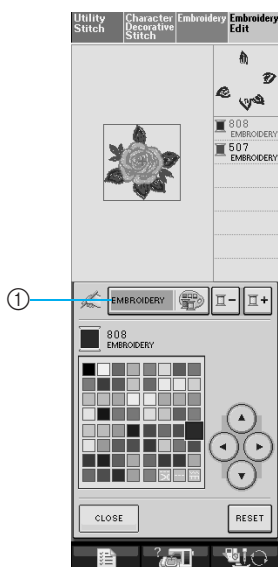 Utility
Stitch
Character
Decorative
Stitch
Embroidery
Embroidery
Edit
808
EMBROIDERY
507
EMBROIDERY
1
EMBROIDERY
-
+
808
EMBROIDERY
CLOSE
RESET
?